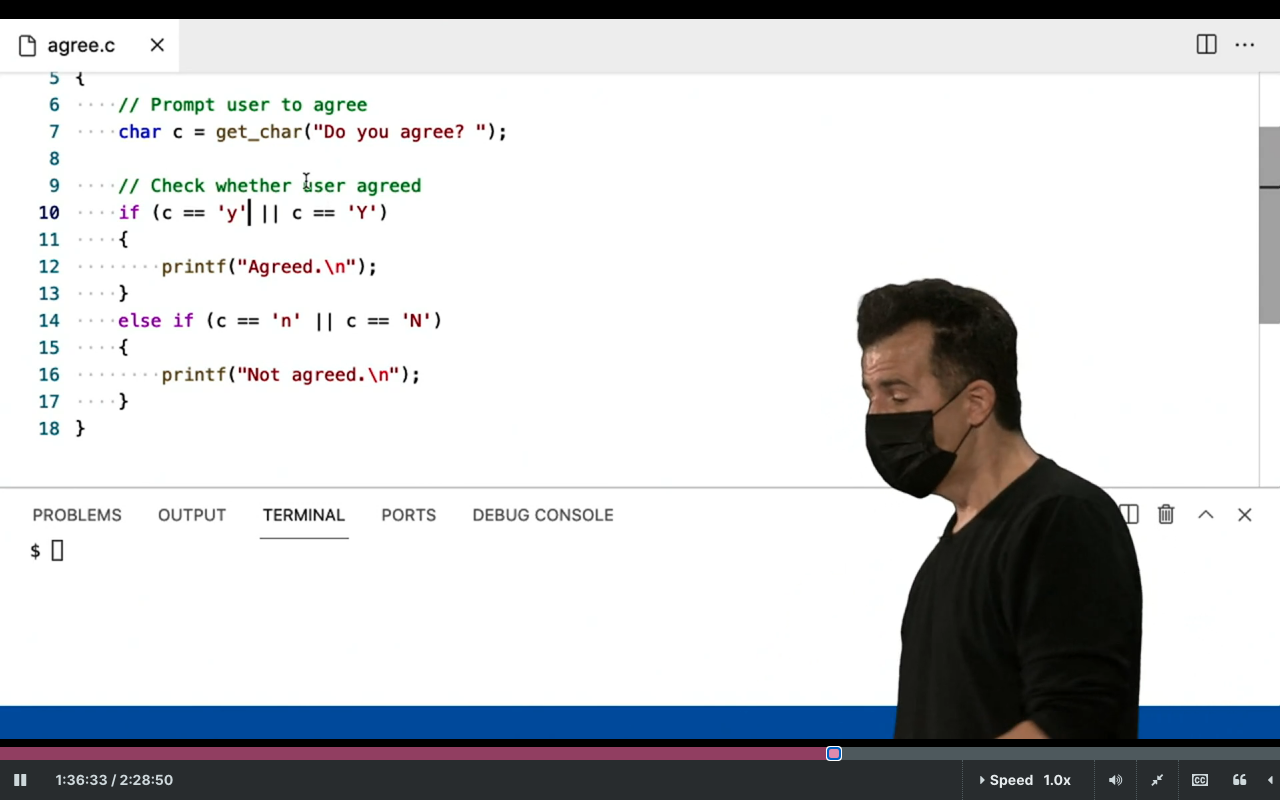 agree.c
5 {
6 ····// Prompt user to agree
7 ····char c = get_char("Do you agree? ");
8
9 ····// Check whether user agreed
10 ····if (c == 'y' || c == 'Y')
11 ····{
12 ········printf("Agreed.\n");
13 ····}
14 ····else if (c == 'n' || c == 'N')
15 ····{
16 ········printf("Not agreed.\n");
17 ····}
18 }
PROBLEMS OUTPUT TERMINAL PORTS DEBUG CONSOLE
$
1:36:33 / 2:28:50 Speed 1.0x CC